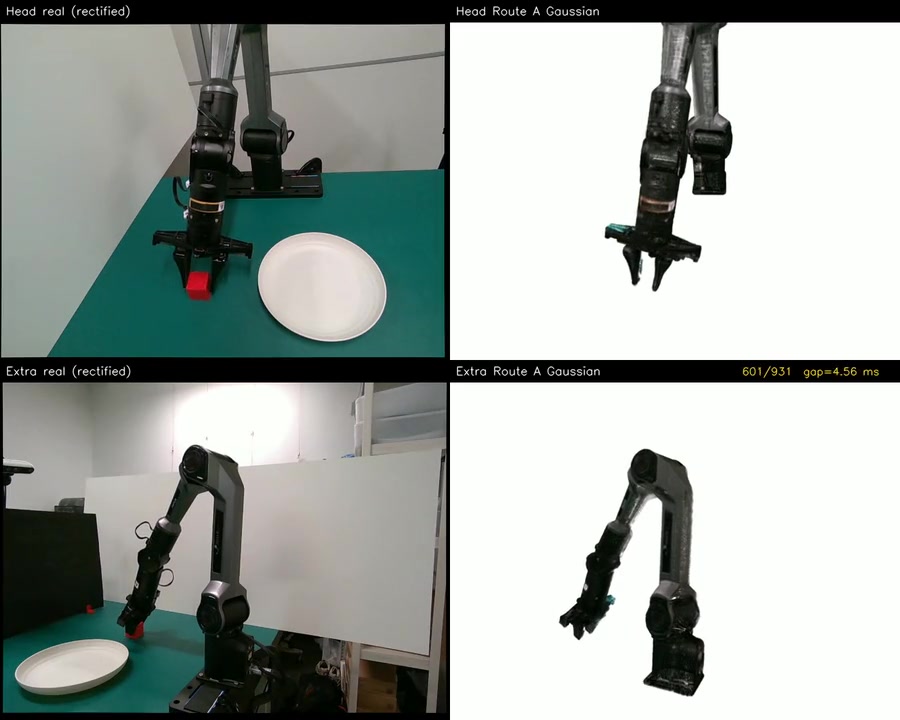 Head real (rectified)
Head Route A Gaussian
Extra real (rectified)
Extra Route A Gaussian
601/931 gap=4.56 ms